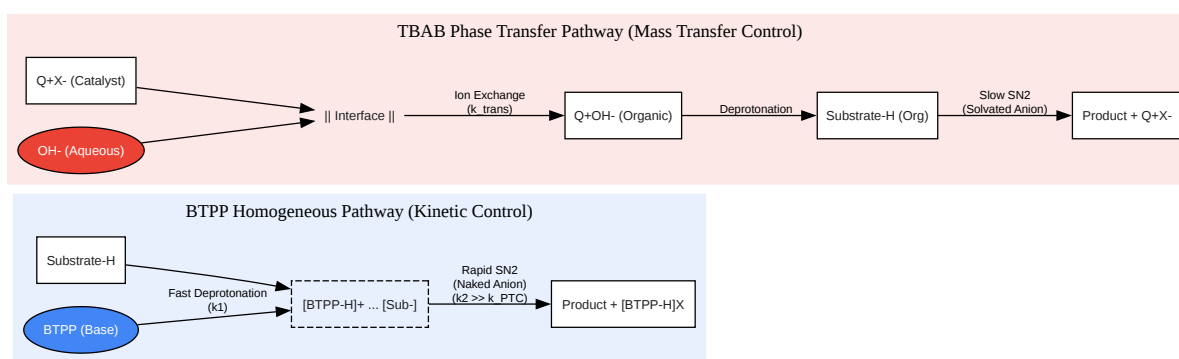 TBAB Phase Transfer Pathway (Mass Transfer Control)
Q+X- (Catalyst)
OH- (Aqueous)
|| Interface ||
Ion Exchange
(k_trans)
Q+OH- (Organic)
Deprotonation
Substrate-H (Org)
Slow SN2
(Solvated Anion)
Product + Q+X-
BTPP Homogeneous Pathway (Kinetic Control)
Substrate-H
BTPP (Base)
Fast Deprotonation
(k1)
[BTPP-H]+ ... [Sub-]
Rapid SN2
(Naked Anion)
(k2 >> k_PTC)
Product + [BTPP-H]X